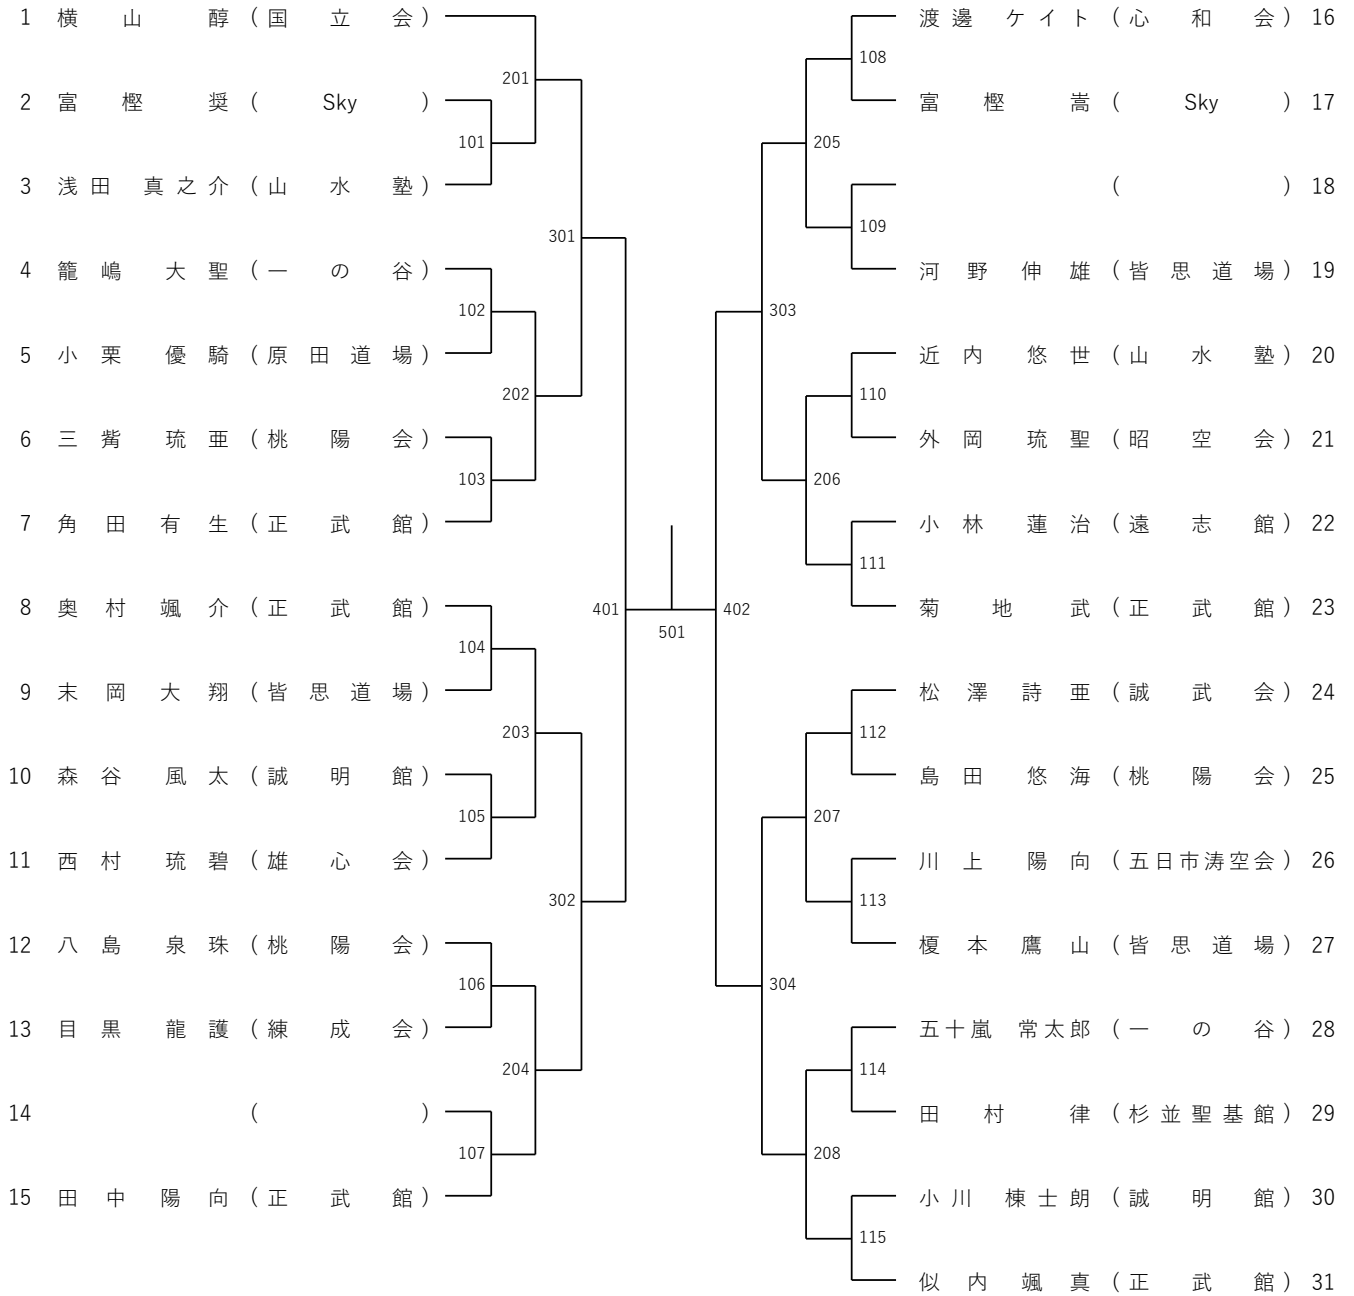 1 横山 醇 (国立会)
201
2 富樫 奨 (Sky)
101
3 浅田 真之介 (山水塾)
301
4 籠嶋 大聖 (一の谷)
102
5 小栗 優騎 (原田道場)
202
6 三觜 琉亜 (桃陽会)
103
7 角田 有生 (正武館)
8 奥村 颯介 (正武館)
401
104
9 末岡 大翔 (皆思道場)
203
10 森谷 風太 (誠明館)
105
11 西村 琉碧 (雄心会)
302
12 八島 泉珠 (桃陽会)
106
13 目黒 龍護 (練成会)
204
14 ( )
107
15 田中 陽向 (正武館)
501
渡邊 ケイト (心和会) 16
108
富樫 嵩 (Sky) 17
205
( ) 18
109
河野 伸雄 (皆思道場) 19
303
近内 悠世 (山水塾) 20
110
外岡 琉聖 (昭空会) 21
206
小林 蓮治 (遠志館) 22
111
菊地 武 (正武館) 23
402
松澤 詩亜 (誠武会) 24
112
島田 悠海 (桃陽会) 25
207
川上 陽向 (五日市涛空会) 26
113
榎本 鷹山 (皆思道場) 27
304
五十嵐 常太郎 (一の谷) 28
114
田村 律 (杉並聖基館) 29
208
小川 棟士朗 (誠明館) 30
115
似内 颯真 (正武館) 31